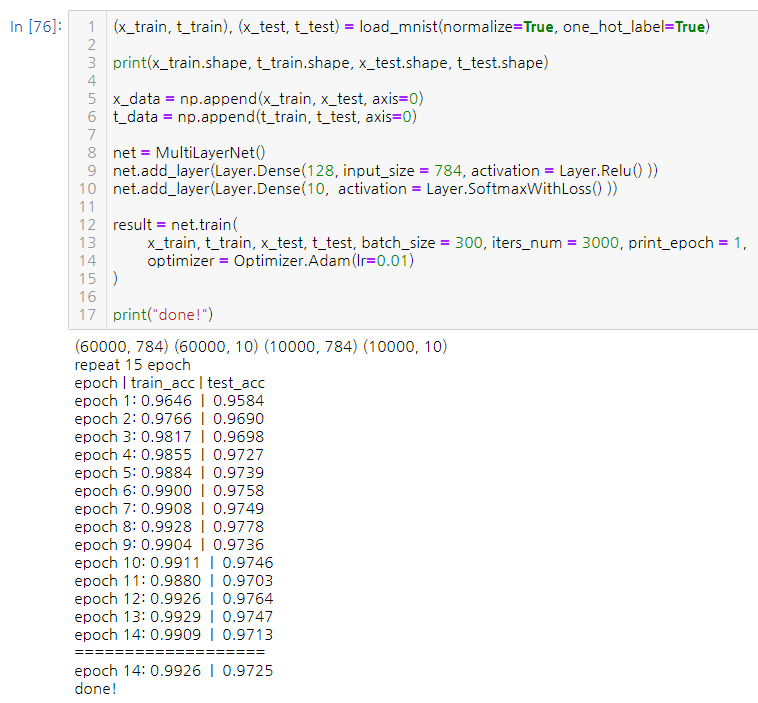 In [76]:
1 (x_train, t_train), (x_test, t_test) = load_mnist(normalize=True, one_hot_label=True)
2
3 print(x_train.shape, t_train.shape, x_test.shape, t_test.shape)
4
5 x_data = np.append(x_train, x_test, axis=0)
6 t_data = np.append(t_train, t_test, axis=0)
7
8 net = MultiLayerNet()
9 net.add_layer(Layer.Dense(128, input_size = 784, activation = Layer.Relu() ))
10 net.add_layer(Layer.Dense(10,  activation = Layer.SoftmaxWithLoss() ))
11
12 result = net.train(
13      x_train, t_train, x_test, t_test, batch_size = 300, iters_num = 3000, print_epoch = 1,
14      optimizer = Optimizer.Adam(lr=0.01)
15 )
16
17 print("done!")
(60000, 784) (60000, 10) (10000, 784) (10000, 10)
repeat 15 epoch
epoch | train_acc | test_acc
epoch 1: 0.9646  |  0.9584
epoch 2: 0.9766  |  0.9690
epoch 3: 0.9817  |  0.9698
epoch 4: 0.9855  |  0.9727
epoch 5: 0.9884  |  0.9739
epoch 6: 0.9900  |  0.9758
epoch 7: 0.9908  |  0.9749
epoch 8: 0.9928  |  0.9778
epoch 9: 0.9904  |  0.9736
epoch 10: 0.9911  |  0.9746
epoch 11: 0.9880  |  0.9703
epoch 12: 0.9926  |  0.9764
epoch 13: 0.9929  |  0.9747
epoch 14: 0.9909  |  0.9713
===================
epoch 14: 0.9926  |  0.9725
done!